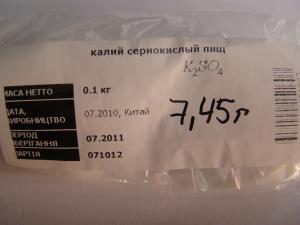 калий сернокислый пищ
K₂SO₄
МАСА НЕТТО 0.1 кг
ДАТА, 07.2010, Китай
ВИРОБНИЦТВО
7,45г
ПЕРІОД 07.2011
ЗБЕРІГАННЯ
ПАРТІЯ 071012